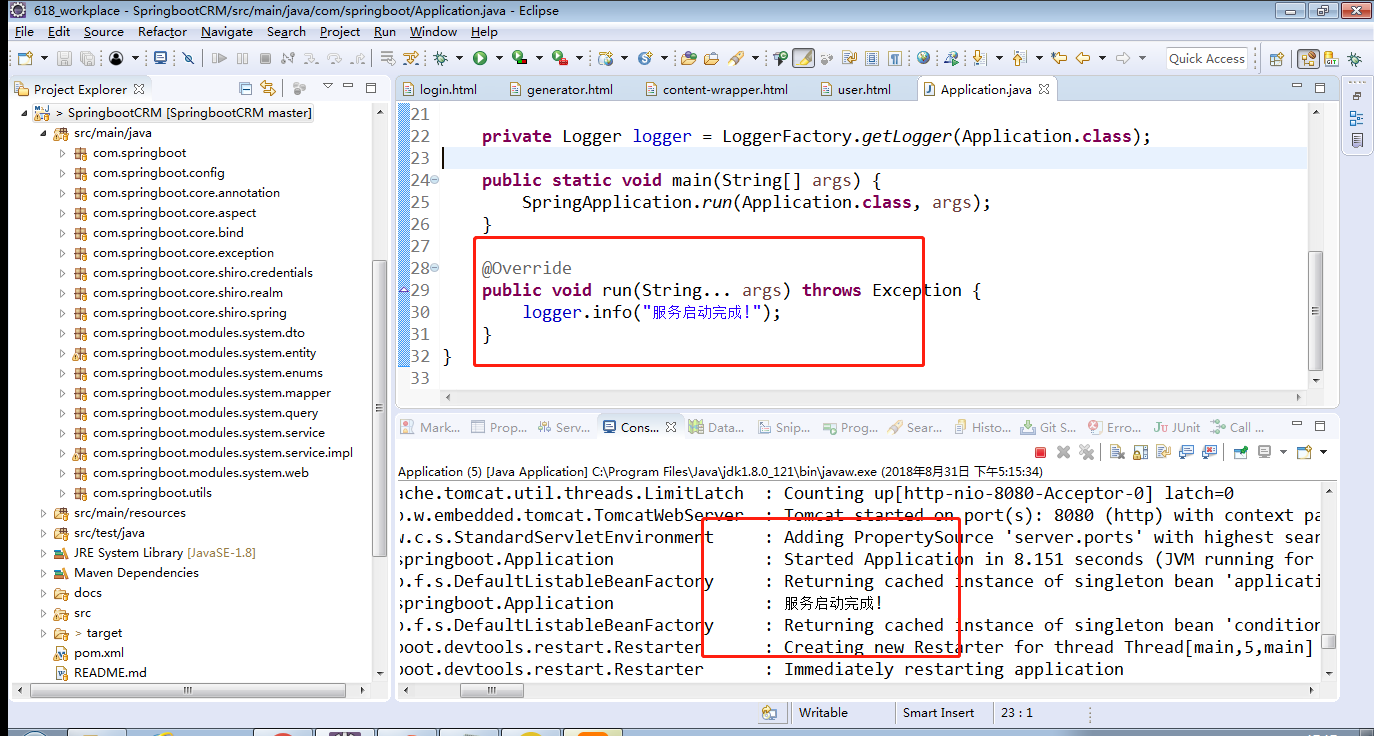 618_workplace - SpringbootCRM/src/main/java/com/springboot/Application.java - Eclipse
File Edit Source Refactor Navigate Search Project Run Window Help
Quick Access
Project Explorer
> SpringbootCRM [SpringbootCRM master]
src/main/java
com.springboot
com.springboot.config
com.springboot.core.annotation
com.springboot.core.aspect
com.springboot.core.bind
com.springboot.core.exception
com.springboot.core.shiro.credentials
com.springboot.core.shiro.realm
com.springboot.core.shiro.spring
com.springboot.modules.system.dto
com.springboot.modules.system.entity
com.springboot.modules.system.enums
com.springboot.modules.system.mapper
com.springboot.modules.system.query
com.springboot.modules.system.service
com.springboot.modules.system.service.impl
com.springboot.modules.system.web
com.springboot.utils
src/main/resources
src/test/java
JRE System Library [JavaSE-1.8]
Maven Dependencies
docs
src
> target
pom.xml
README.md
login.html generator.html content-wrapper.html user.html Application.java
21
22 private Logger logger = LoggerFactory.getLogger(Application.class);
23
24 public static void main(String[] args) {
25 SpringApplication.run(Application.class, args);
26 }
27
28 @Override
29 public void run(String... args) throws Exception {
30 logger.info("服务启动完成!");
31 }
32 }
33
Mark... Prop... Serv... Cons... Data... Snip... Prog... Sear... Histo... Git S... Erro... JUnit Call ...
Application (5) [Java Application] C:\Program Files\Java\jdk1.8.0_121\bin\javaw.exe (2018年8月31日 下午5:15:34)
ache.tomcat.util.threads.LimitLatch : Counting up[http-nio-8080-Acceptor-0] latch=0
o.w.embedded.tomcat.TomcatWebServer : Tomcat started on port(s): 8080 (http) with context pa
w.c.s.StandardServletEnvironment : Adding PropertySource 'server.ports' with highest sear
springboot.Application : Started Application in 8.151 seconds (JVM running for
o.f.s.DefaultListableBeanFactory : Returning cached instance of singleton bean 'applicati
springboot.Application : 服务启动完成!
o.f.s.DefaultListableBeanFactory : Returning cached instance of singleton bean 'condition
boot.devtools.restart.Restarter : Creating new Restarter for thread Thread[main,5,main]
boot.devtools.restart.Restarter : Immediately restarting application
Writable Smart Insert 23 : 1